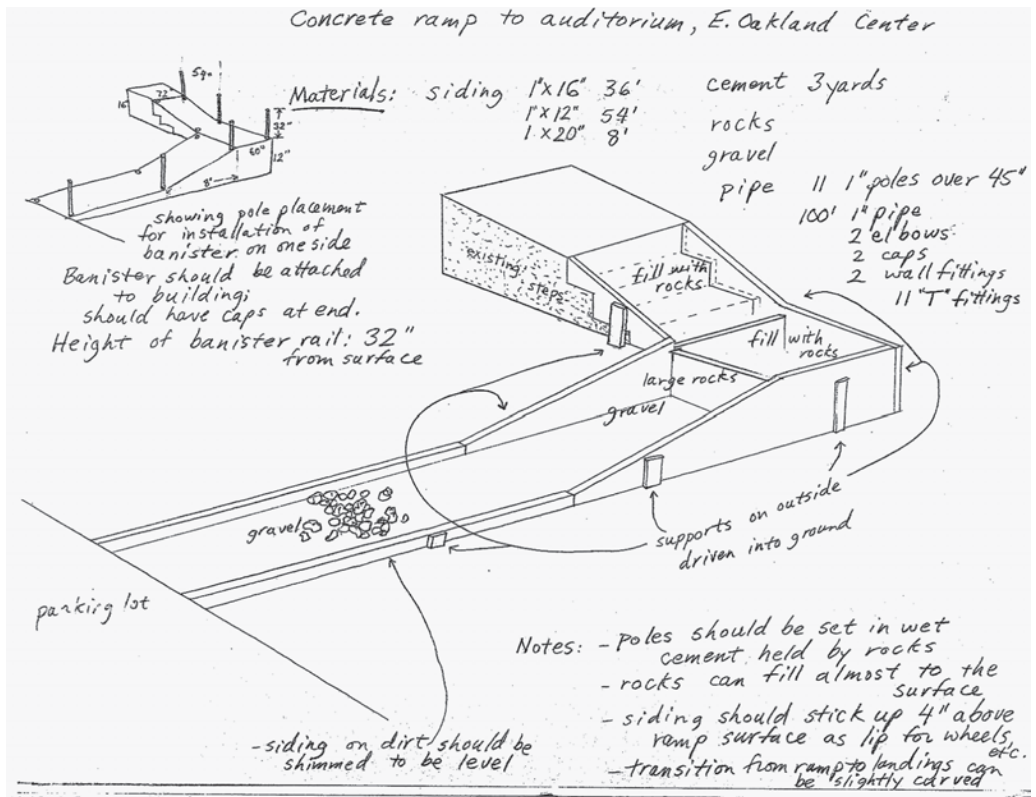 Concrete ramp to auditorium, E. Oakland Center
Materials: siding 1"x16" 36'
1"x12" 54'
1 x20" 8'
cement 3 yards
rocks
gravel
pipe 11 1" poles over 45"
100' 1" pipe
2 elbows
2 caps
2 wall fittings
11 "T" fittings
54"
72"
16"
32"
60"
12"
8'
showing pole placement
for installation of
banister on one side
Banister should be attached
to building;
should have caps at end.
Height of banister rail: 32"
from surface
existing
steps
fill with
rocks
fill with
rocks
large rocks
gravel
gravel
supports on outside
driven into ground
parking lot
-siding on dirt should be
shimmed to be level
Notes: - poles should be set in wet
cement held by rocks
- rocks can fill almost to the
surface
- siding should stick up 4" above
ramp surface as lip for wheels,
etc.
- transition from ramp to landings can
be slightly curved